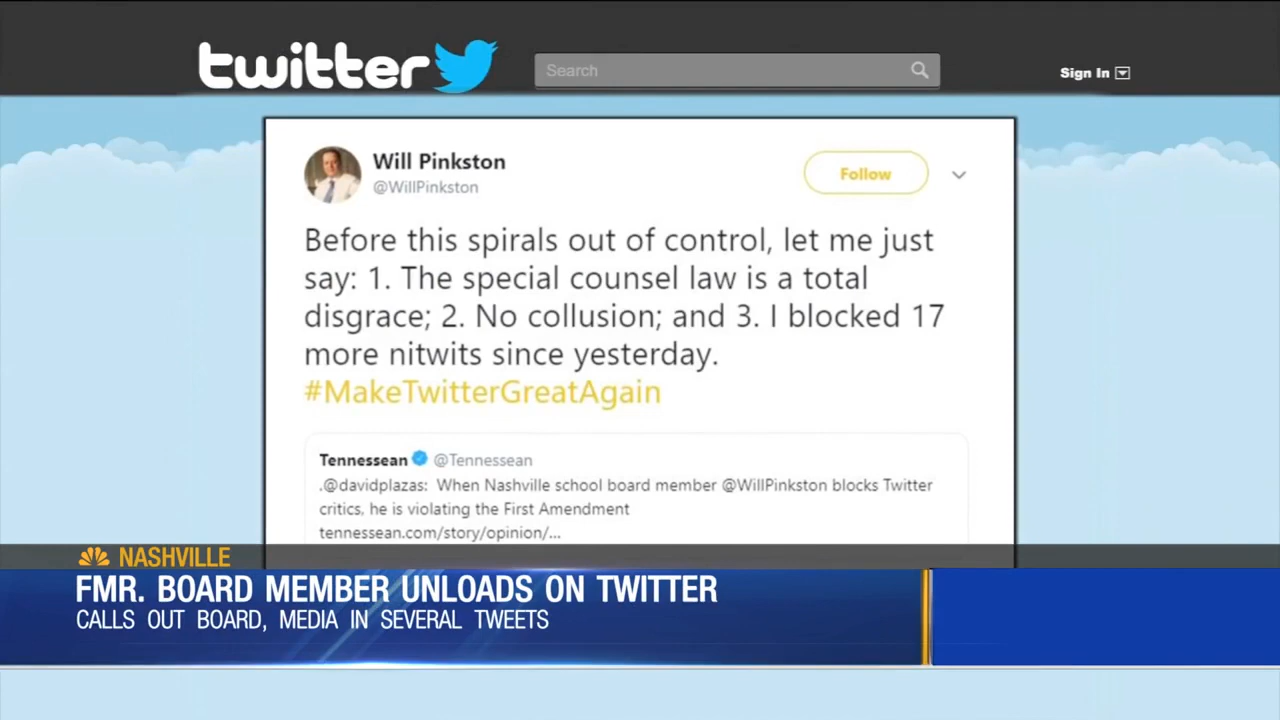 twitter
Search
Sign In
Will Pinkston
@WillPinkston
Follow
Before this spirals out of control, let me just
say: 1. The special counsel law is a total
disgrace; 2. No collusion; and 3. I blocked 17
more nitwits since yesterday.
#MakeTwitterGreatAgain
Tennessean @Tennessean
.@davidplazas: When Nashville school board member @WillPinkston blocks Twitter
critics, he is violating the First Amendment
tennessean.com/story/opinion/...
NASHVILLE
FMR. BOARD MEMBER UNLOADS ON TWITTER
CALLS OUT BOARD, MEDIA IN SEVERAL TWEETS